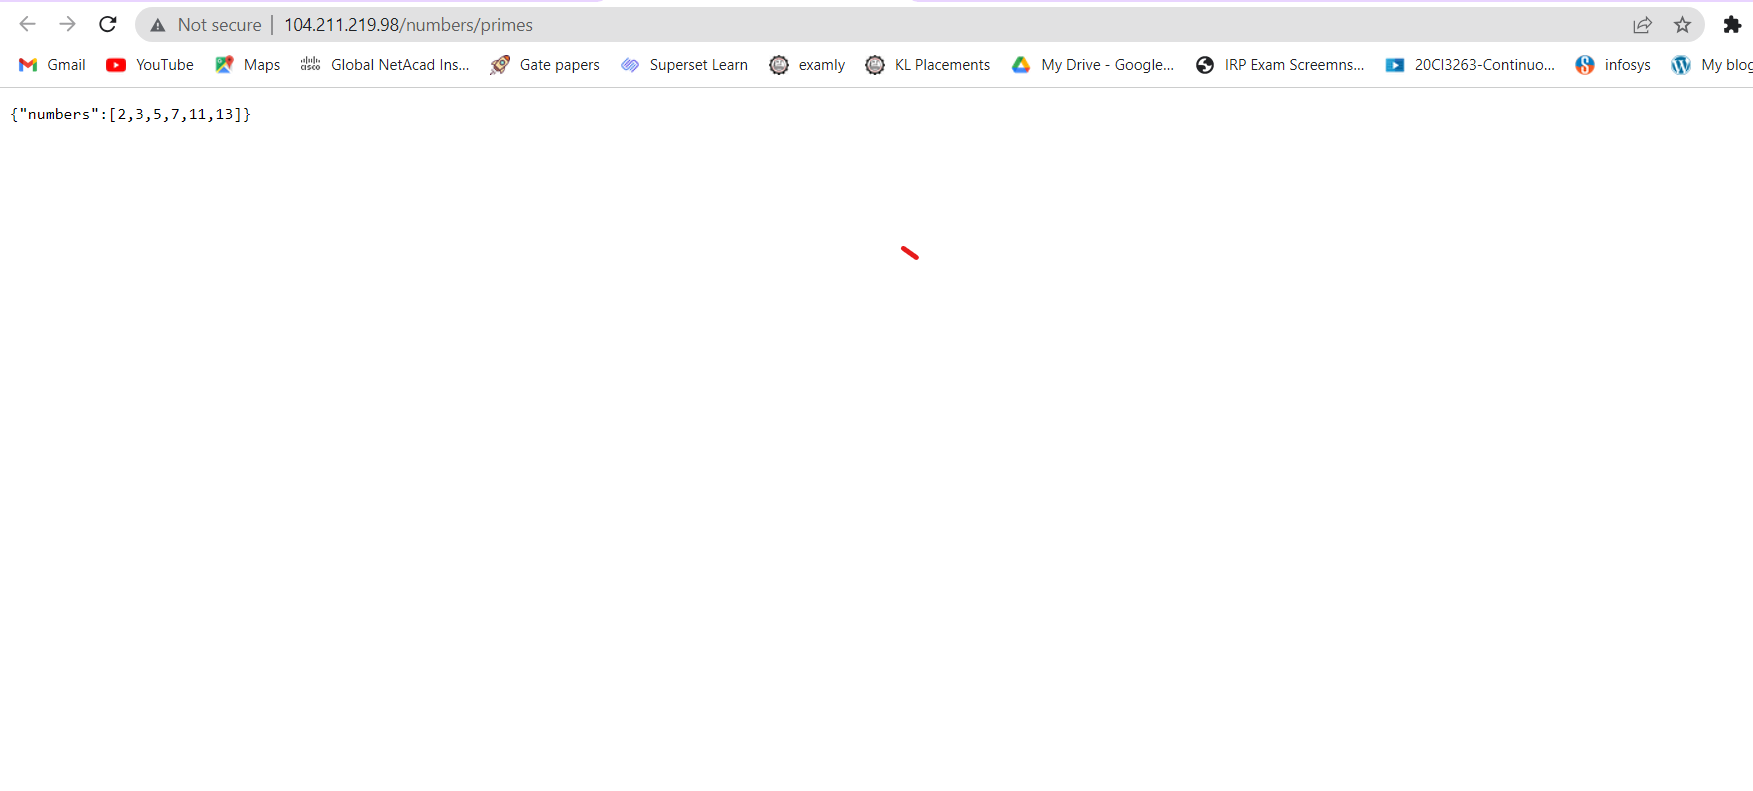 Not secure | 104.211.219.98/numbers/primes
Gmail YouTube Maps Global NetAcad Ins... Gate papers Superset Learn examly KL Placements My Drive - Google... IRP Exam Screemns... 20CI3263-Continuo... infosys My blog
{"numbers":[2,3,5,7,11,13]}